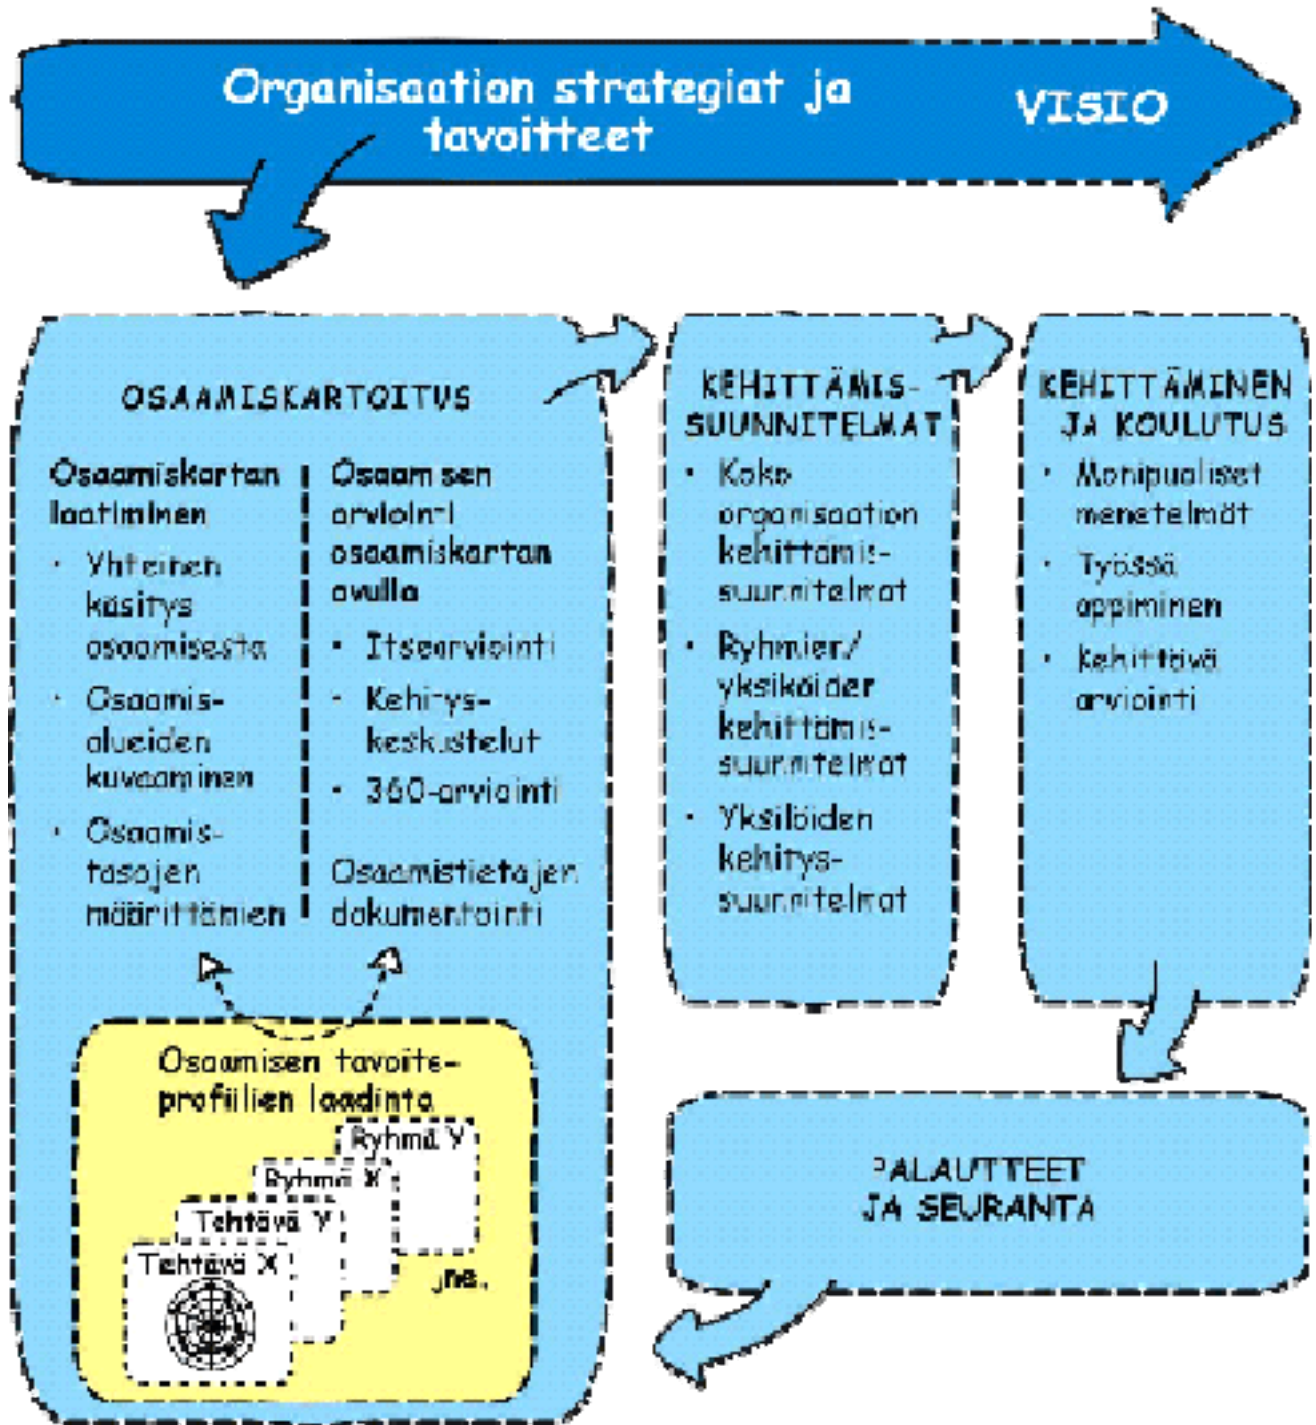 Organisaation strategiat ja
tavoitteet
VISIO
OSAAMISKARTOITUS
Osaamiskartan
laatiminen
• Yhteinen
käsitys
osaamisesta
• Osaamis-
alueiden
kuvaaminen
• Osaamis-
tasojen
määrittämien
Osaamisen
arviointi
osaamiskartan
avulla
• Itsearviointi
• Kehitys-
keskustelut
• 360-arviointi
Osaamistietojen
dokumentointi
Osaamisen tavoite-
profiilien laadinta
Ryhmä Y
Ryhmä X
Tehtävä Y
Tehtävä X
jne.
KEHITTÄMIS-
SUUNNITELMAT
• Koko
organisaation
kehittämis-
suunnitelmat
• Ryhmien/
yksiköiden
kehittämis-
suunnitelmat
• Yksilöiden
kehitys-
suunnitelmat
KEHITTÄMINEN
JA KOULUTUS
• Monipuoliset
menetelmät
• Työssä
oppiminen
• Kehittävä
arviointi
PALAUTTEET
JA SEURANTA